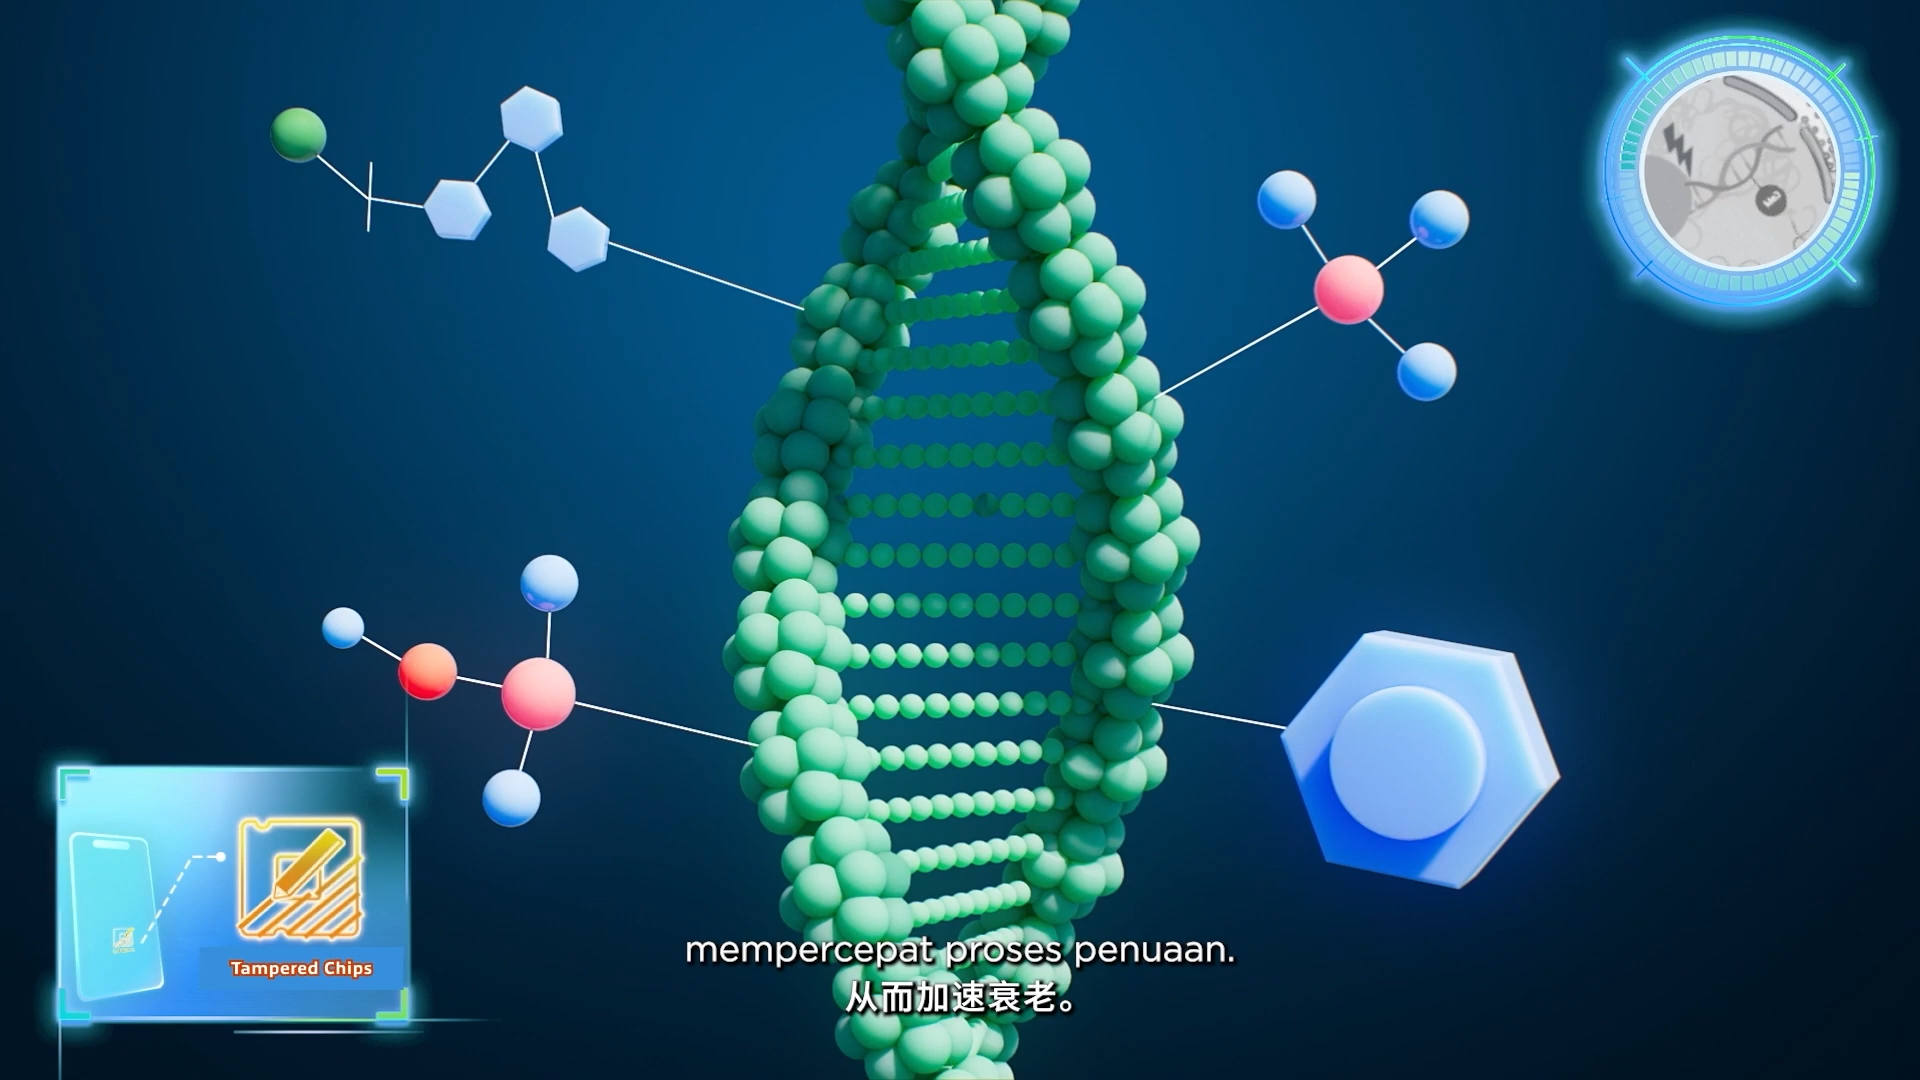 Tampered Chips
mempercepat proses penuaan.
从而加速衰老。